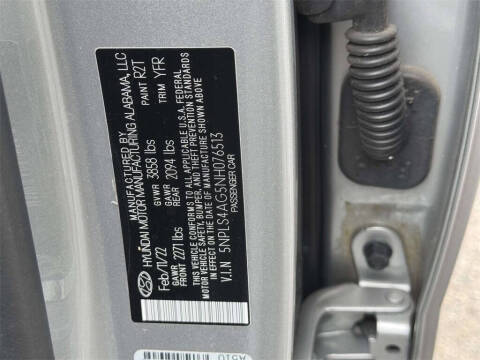 MANUFACTURED BY
HYUNDAI MOTOR MANUFACTURING ALABAMA, LLC
Feb/11/22 GVWR 3858 lbs PAINT R2T
GAWR FRONT 2271 lbs GAWR REAR 2094 lbs TRIM YFR
THIS VEHICLE CONFORMS TO ALL APPLICABLE U.S.A. FEDERAL
VEHICLE SAFETY, BUMPER, AND THEFT PREVENTION STANDARDS
IN EFFECT ON THE DATE OF MANUFACTURE SHOWN ABOVE
V.I.N 5NPLS4AG5NH076513
PASSENGER CAR